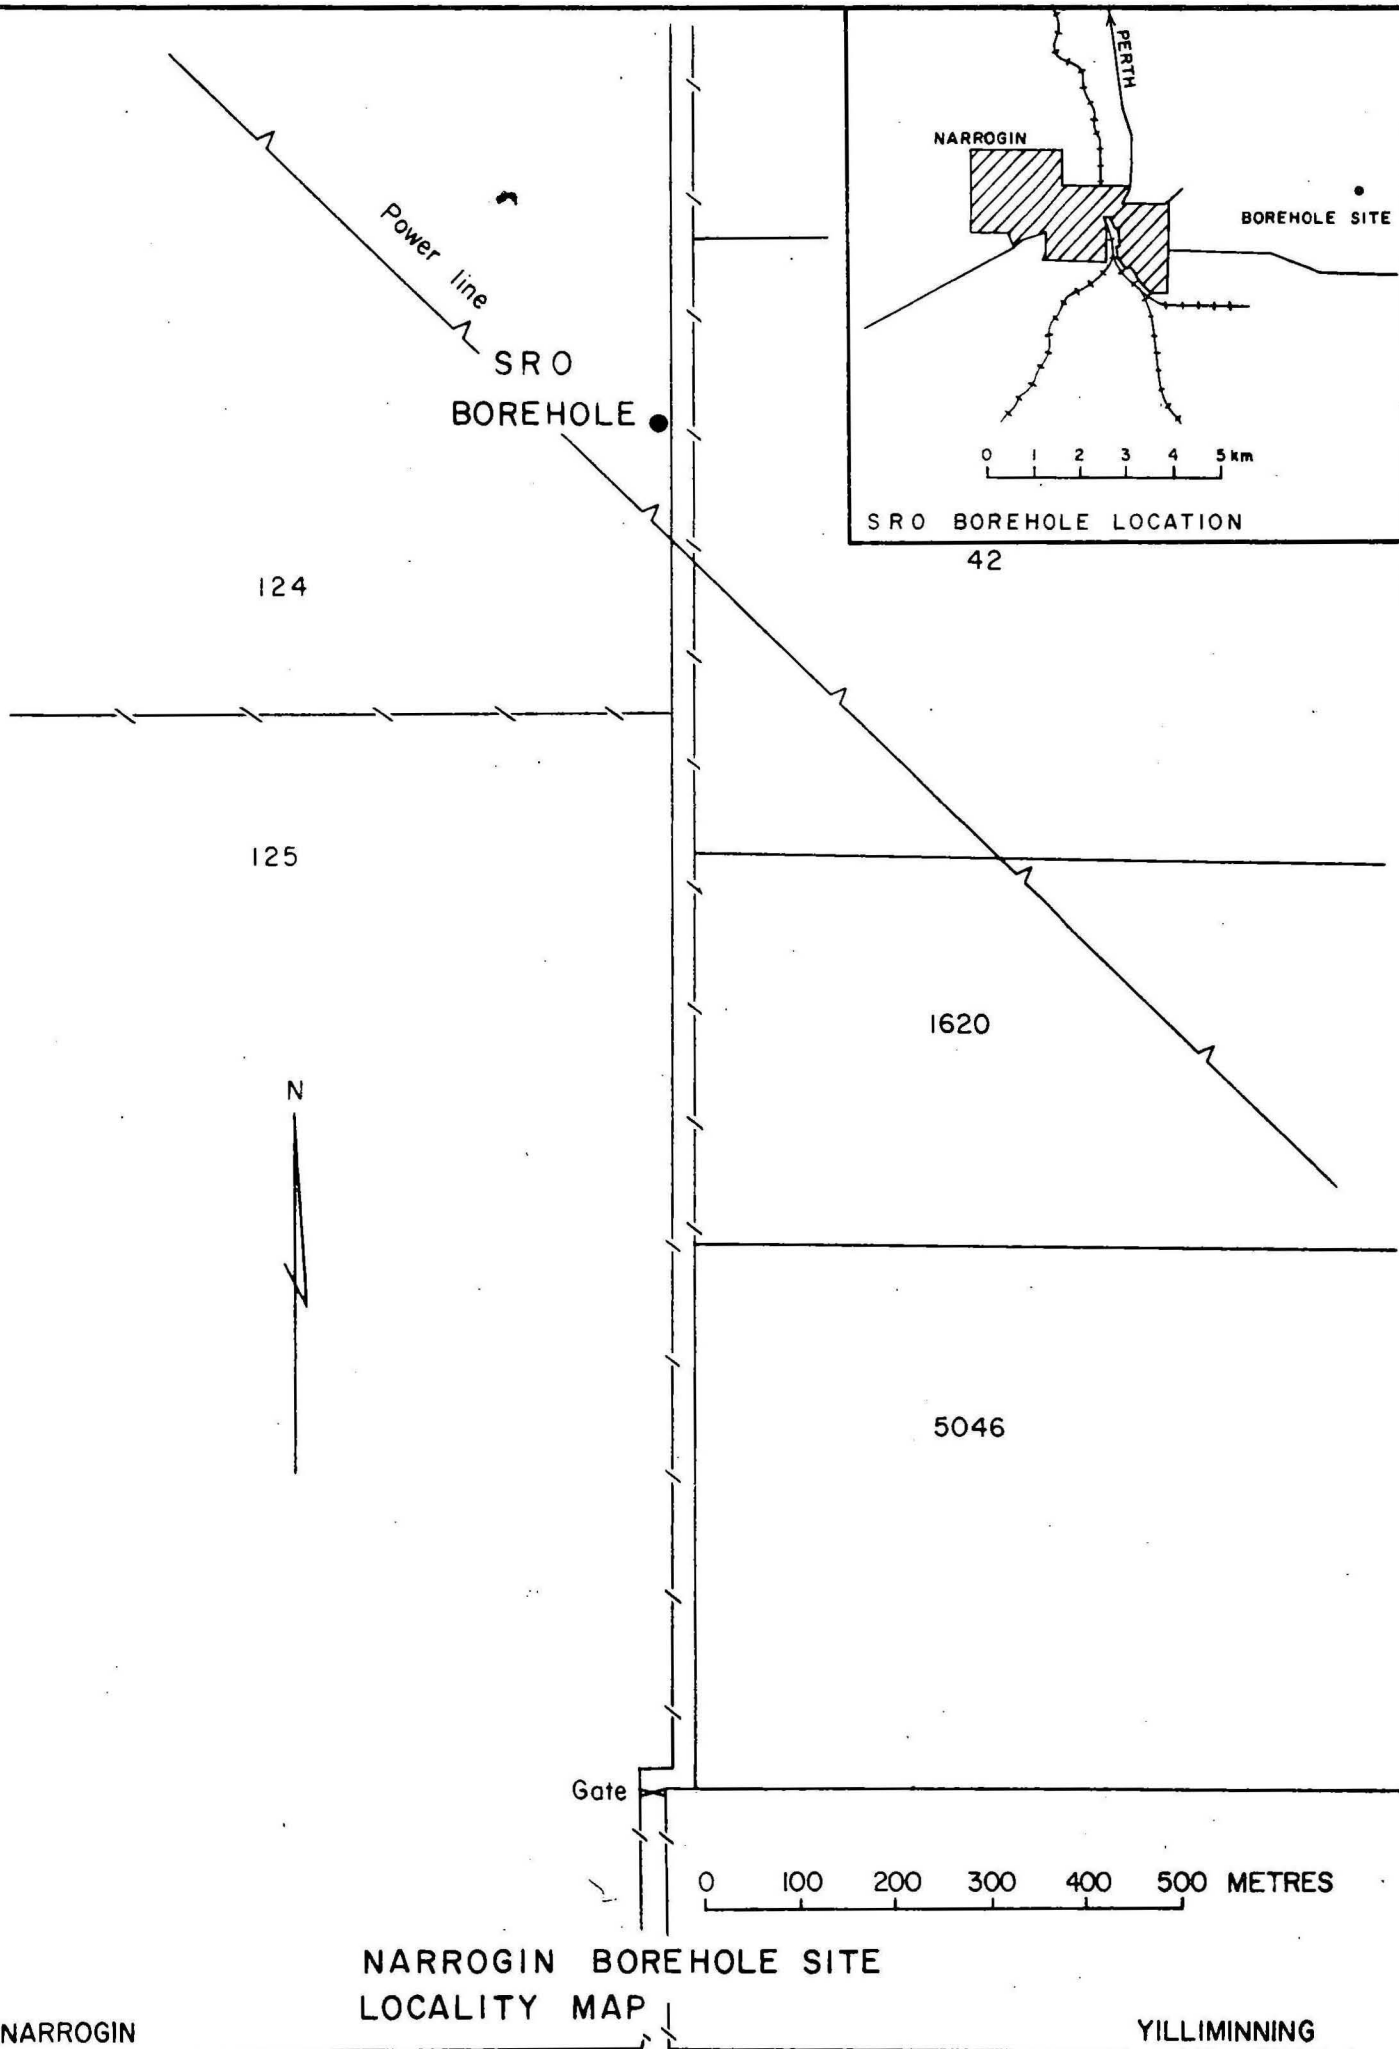 PERTH
NARROGIN
BOREHOLE SITE
0 1 2 3 4 5 km
SRO BOREHOLE LOCATION
Power line
SRO
BOREHOLE
42
124
125
1620
N
5046
Gate
0 100 200 300 400 500 METRES
NARROGIN BOREHOLE SITE
LOCALITY MAP
NARROGIN
YILLIMINNING